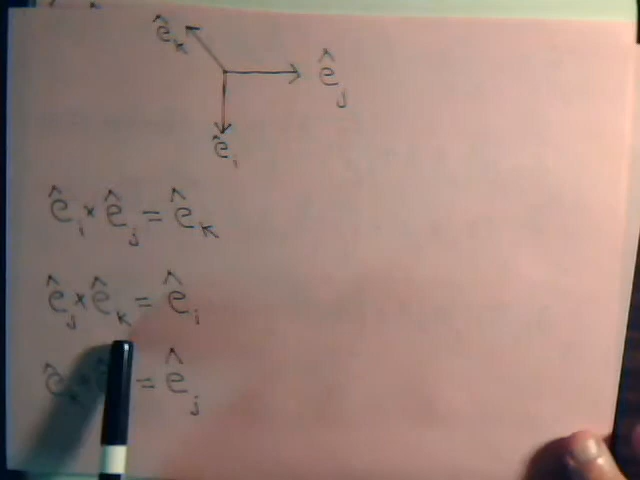 ê_k
ê_j
ê_i
ê_i × ê_j = ê_k
ê_j × ê_k = ê_i
ê = ê_j